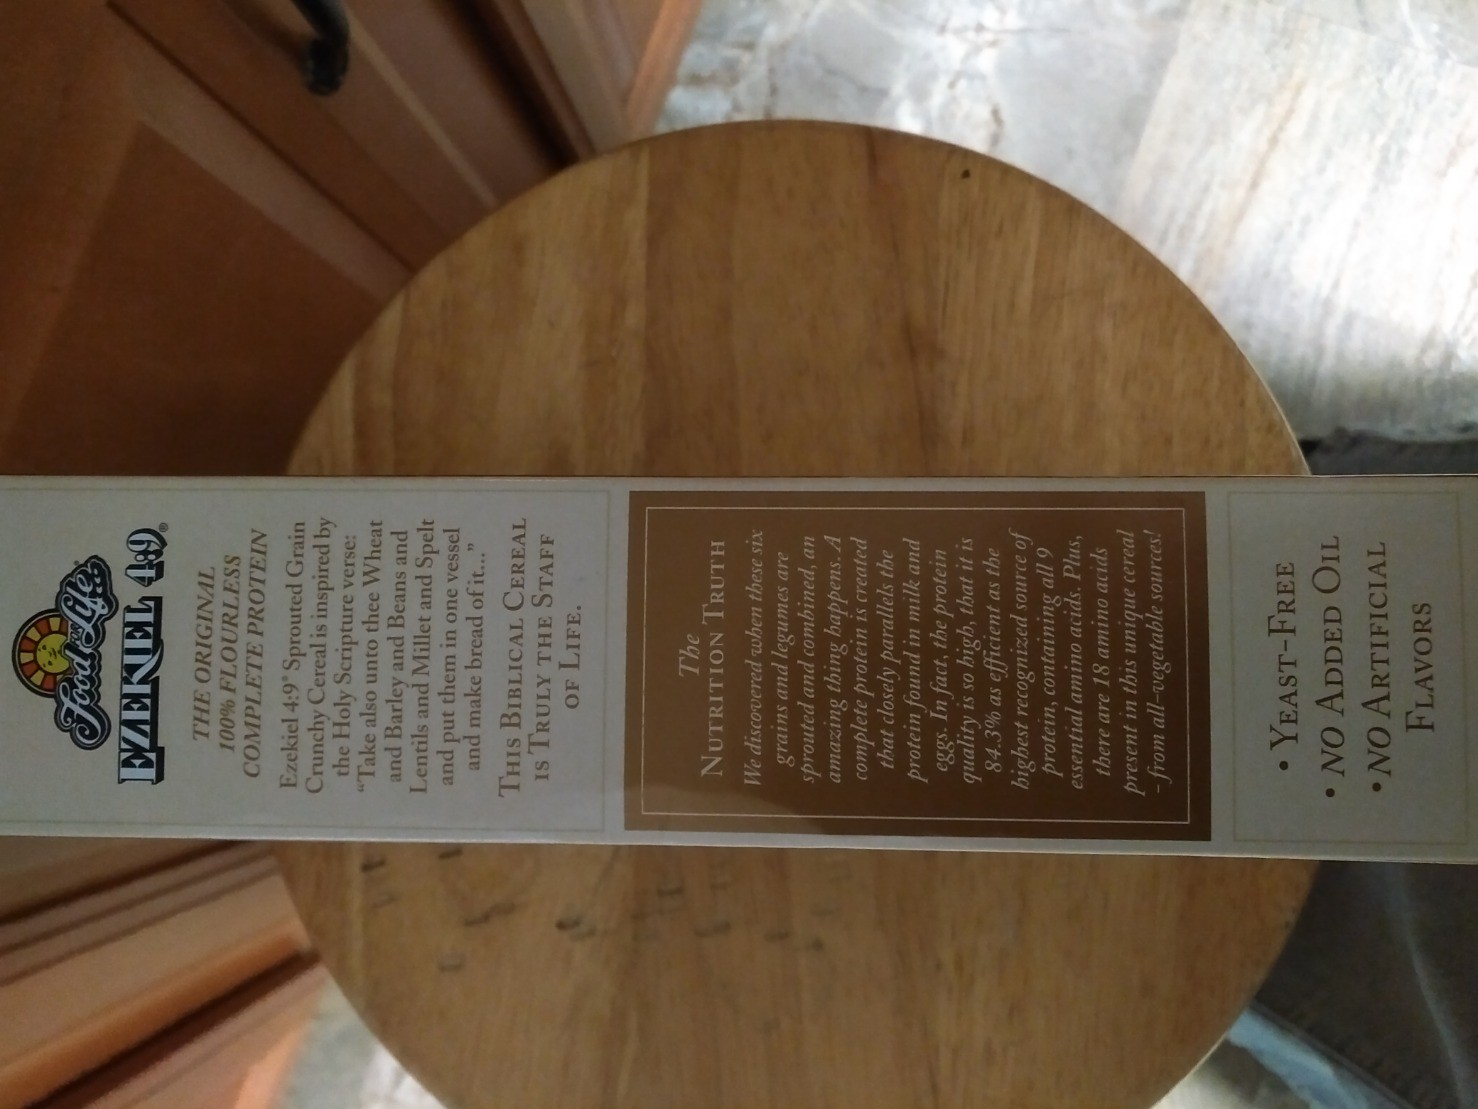 Food For Life®
EZEKIEL 4:9®
THE ORIGINAL
100% FLOURLESS
COMPLETE PROTEIN
Ezekiel 4:9® Sprouted Grain
Crunchy Cereal is inspired by
the Holy Scripture verse:
“Take also unto thee Wheat
and Barley and Beans and
Lentils and Millet and Spelt
and put them in one vessel
and make bread of it...”
THIS BIBLICAL CEREAL
IS TRULY THE STAFF
OF LIFE.
The
NUTRITION TRUTH
We discovered when these six
grains and legumes are
sprouted and combined, an
amazing thing happens. A
complete protein is created
that closely parallels the
protein found in milk and
eggs. In fact, the protein
quality is so high, that it is
84.3% as efficient as the
highest recognized source of
protein, containing all 9
essential amino acids. Plus,
there are 18 amino acids
present in this unique cereal
- from all-vegetable sources!
• YEAST-FREE
• NO ADDED OIL
• NO ARTIFICIAL
FLAVORS